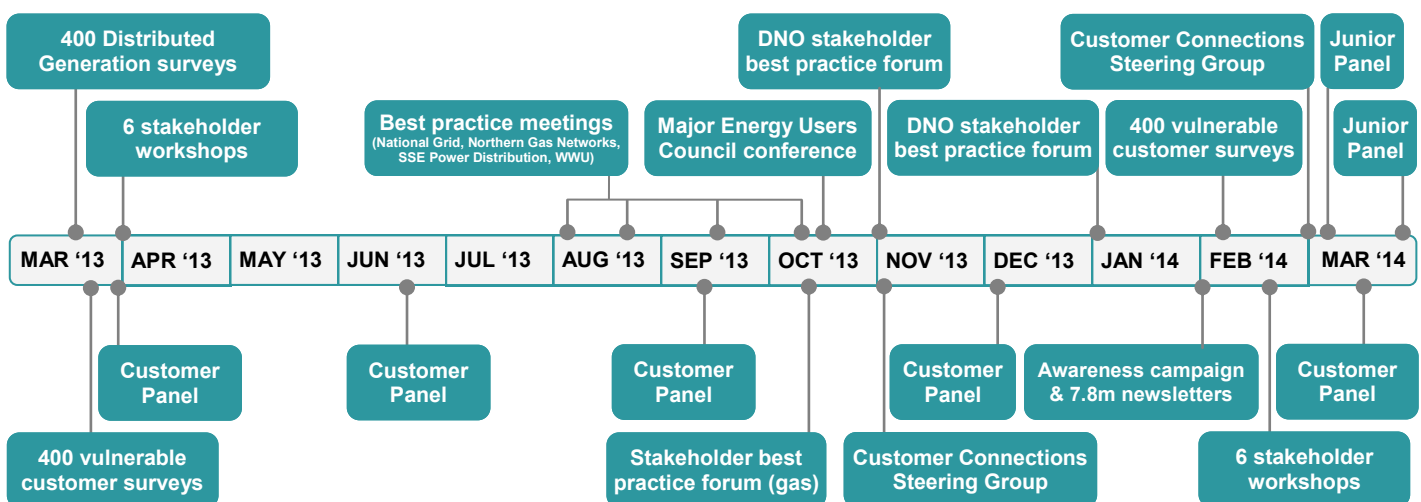 400 Distributed
Generation surveys
6 stakeholder
workshops
Best practice meetings
(National Grid, Northern Gas Networks,
SSE Power Distribution, WWU)
Major Energy Users
Council conference
DNO stakeholder
best practice forum
DNO stakeholder
best practice forum
Customer Connections
Steering Group
400 vulnerable
customer surveys
Junior
Panel
Junior
Panel
MAR ‘13 APR ‘13 MAY ‘13 JUN ‘13 JUL ‘13 AUG ‘13 SEP ‘13 OCT ‘13 NOV ‘13 DEC ‘13 JAN ‘14 FEB ‘14 MAR ‘14
400 vulnerable
customer surveys
Customer
Panel
Customer
Panel
Customer
Panel
Stakeholder best
practice forum (gas)
Customer Connections
Steering Group
Customer
Panel
Awareness campaign
& 7.8m newsletters
6 stakeholder
workshops
Customer
Panel